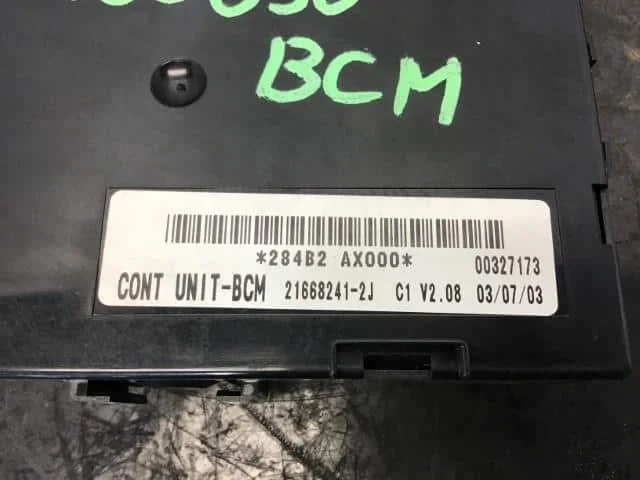 BCM
*284B2 AX000*
00327173
CONT UNIT-BCM 21668241-2J C1 V2.08 03/07/03